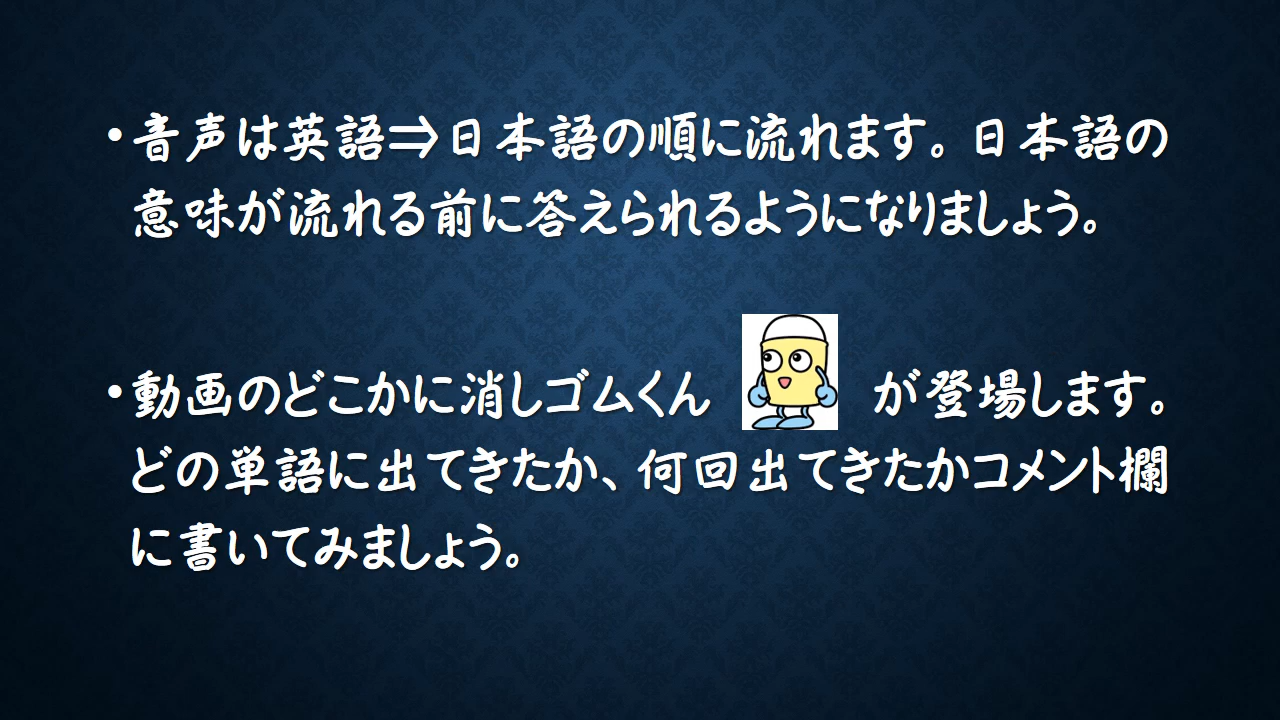 •音声は英語⇒日本語の順に流れます。日本語の
意味が流れる前に答えられるようになりましょう。
•動画のどこかに消しゴムくん が登場します。
どの単語に出てきたか、何回出てきたかコメント欄
に書いてみましょう。